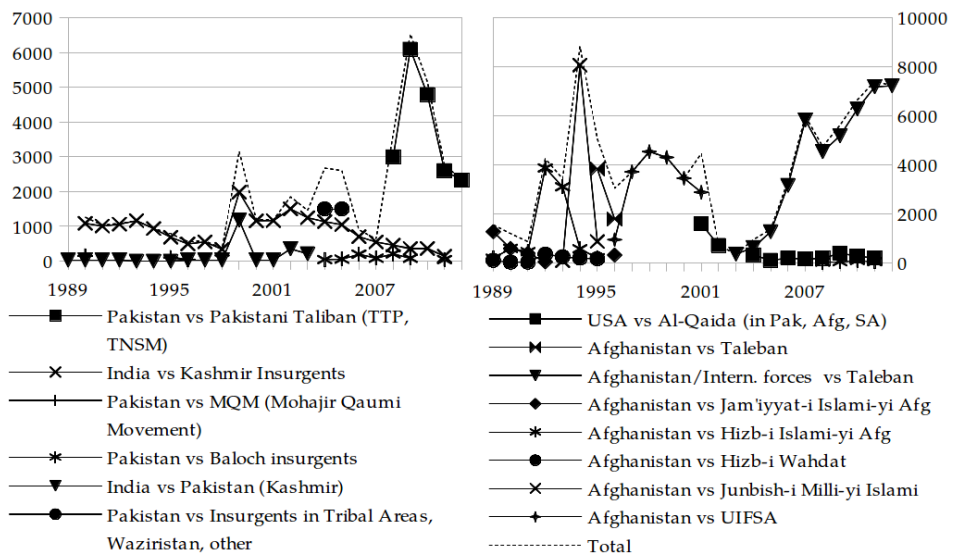 7000
6000
5000
4000
3000
2000
1000
0
1989 1995 2001 2007
10000
8000
6000
4000
2000
0
1989 1995 2001 2007
Pakistan vs Pakistani Taliban (TTP,
TNSM)
India vs Kashmir Insurgents
Pakistan vs MQM (Mohajir Qaumi
Movement)
Pakistan vs Baloch insurgents
India vs Pakistan (Kashmir)
Pakistan vs Insurgents in Tribal Areas,
Waziristan, other
USA vs Al-Qaida (in Pak, Afg, SA)
Afghanistan vs Taleban
Afghanistan/Intern. forces vs Taleban
Afghanistan vs Jam'iyyat-i Islami-yi Afg
Afghanistan vs Hizb-i Islami-yi Afg
Afghanistan vs Hizb-i Wahdat
Afghanistan vs Junbish-i Milli-yi Islami
Afghanistan vs UIFSA
Total